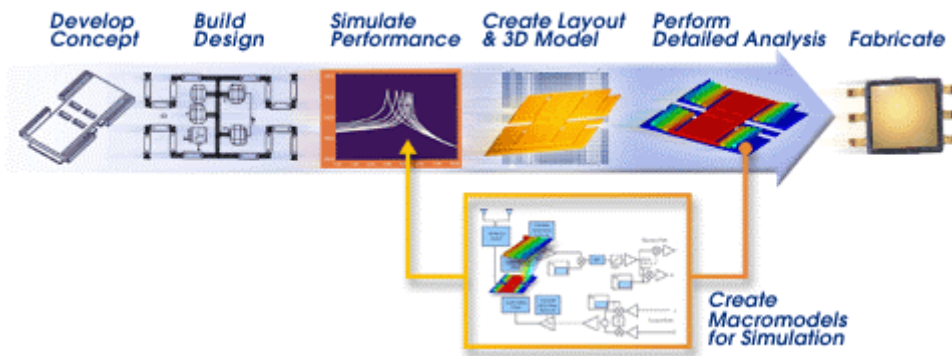 Develop
Concept
Build
Design
Simulate
Performance
Create Layout
& 3D Model
Perform
Detailed Analysis
Fabricate
Create
Macromodels
for Simulation